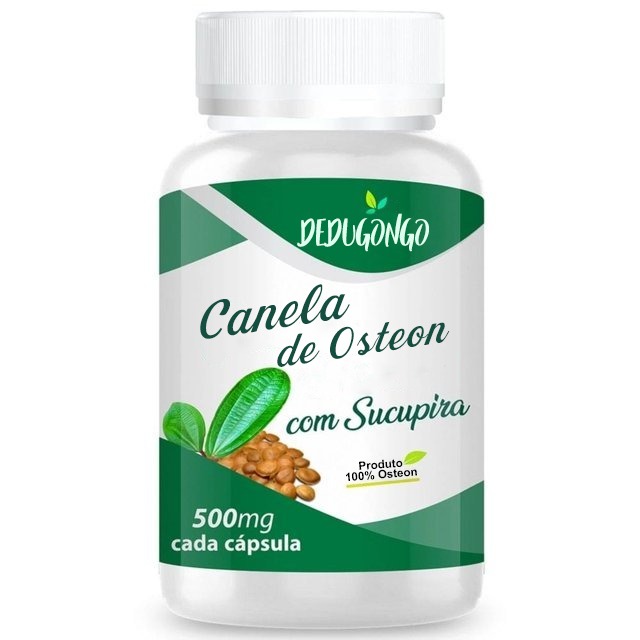 DEDUGONGO
Canela
de Osteon
com Sucupira
Produto
100% Osteon
500mg
cada cápsula